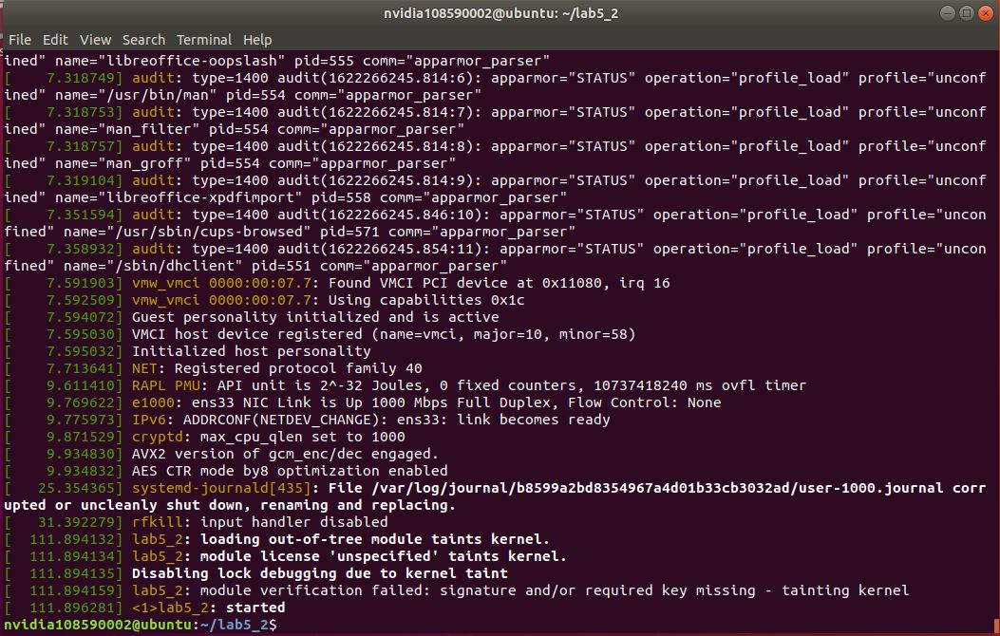 nvidia108590002@ubuntu: ~/lab5_2
File Edit View Search Terminal Help
ined" name="libreoffice-oopslash" pid=555 comm="apparmor_parser"
[    7.318749] audit: type=1400 audit(1622266245.814:6): apparmor="STATUS" operation="profile_load" profile="unconf
ined" name="/usr/bin/man" pid=554 comm="apparmor_parser"
[    7.318753] audit: type=1400 audit(1622266245.814:7): apparmor="STATUS" operation="profile_load" profile="unconf
ined" name="man_filter" pid=554 comm="apparmor_parser"
[    7.318757] audit: type=1400 audit(1622266245.814:8): apparmor="STATUS" operation="profile_load" profile="unconf
ined" name="man_groff" pid=554 comm="apparmor_parser"
[    7.319104] audit: type=1400 audit(1622266245.814:9): apparmor="STATUS" operation="profile_load" profile="unconf
ined" name="libreoffice-xpdfimport" pid=558 comm="apparmor_parser"
[    7.351594] audit: type=1400 audit(1622266245.846:10): apparmor="STATUS" operation="profile_load" profile="uncon
fined" name="/usr/sbin/cups-browsed" pid=571 comm="apparmor_parser"
[    7.358932] audit: type=1400 audit(1622266245.854:11): apparmor="STATUS" operation="profile_load" profile="uncon
fined" name="/sbin/dhclient" pid=551 comm="apparmor_parser"
[    7.591903] vmw_vmci 0000:00:07.7: Found VMCI PCI device at 0x11080, irq 16
[    7.592509] vmw_vmci 0000:00:07.7: Using capabilities 0x1c
[    7.594072] Guest personality initialized and is active
[    7.595030] VMCI host device registered (name=vmci, major=10, minor=58)
[    7.595032] Initialized host personality
[    7.713641] NET: Registered protocol family 40
[    9.611410] RAPL PMU: API unit is 2^-32 Joules, 0 fixed counters, 10737418240 ms ovfl timer
[    9.769622] e1000: ens33 NIC Link is Up 1000 Mbps Full Duplex, Flow Control: None
[    9.775973] IPv6: ADDRCONF(NETDEV_CHANGE): ens33: link becomes ready
[    9.871529] cryptd: max_cpu_qlen set to 1000
[    9.934830] AVX2 version of gcm_enc/dec engaged.
[    9.934832] AES CTR mode by8 optimization enabled
[   25.354365] systemd-journald[435]: File /var/log/journal/b8599a2bd8354967a4d01b33cb3032ad/user-1000.journal corr
upted or uncleanly shut down, renaming and replacing.
[   31.392279] rfkill: input handler disabled
[  111.894132] lab5_2: loading out-of-tree module taints kernel.
[  111.894134] lab5_2: module license 'unspecified' taints kernel.
[  111.894135] Disabling lock debugging due to kernel taint
[  111.894159] lab5_2: module verification failed: signature and/or required key missing - tainting kernel
[  111.896281] <1>lab5_2: started
nvidia108590002@ubuntu:~/lab5_2$